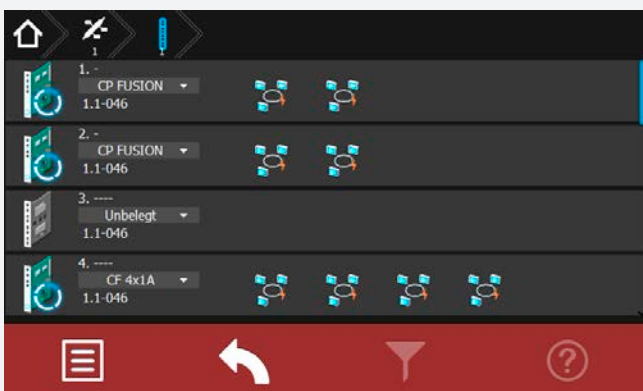 1
1
1. -
CP FUSION
1.1-046
2. -
CP FUSION
1.1-046
3. ----
Unbelegt
1.1-046
4. ----
CF 4x1A
1.1-046
?